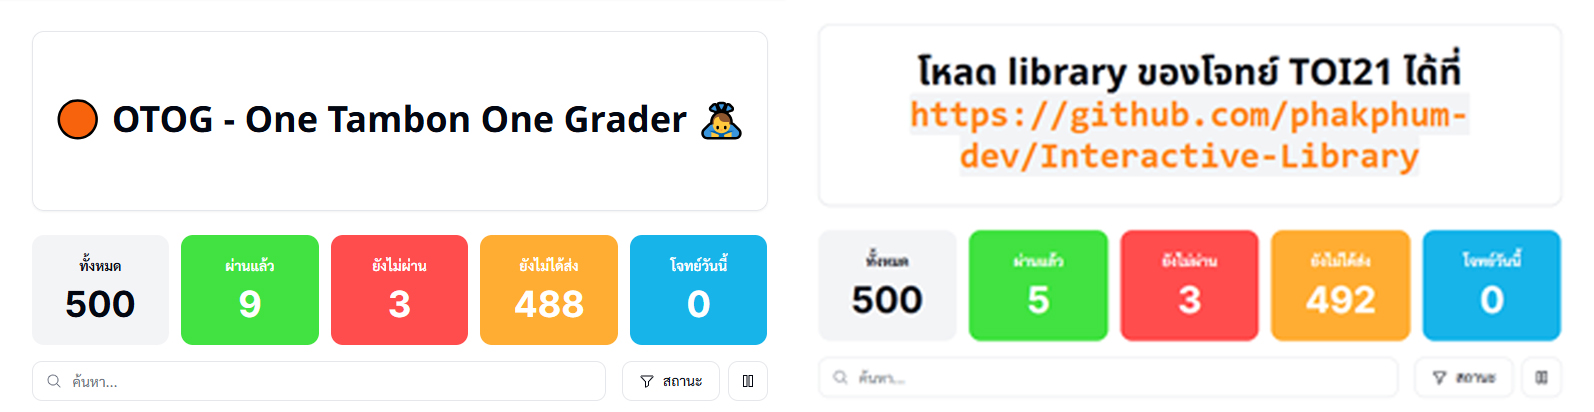 OTOG - One Tambon One Grader
ทั้งหมด
500
ผ่านแล้ว
9
ยังไม่ผ่าน
3
ยังไม่ได้ส่ง
488
โจทย์วันนี้
0
ค้นหา...
สถานะ
โหลด library ของโจทย์ TOI21 ได้ที่
https://github.com/phakphum-
dev/Interactive-Library
ทั้งหมด
500
ผ่านแล้ว
5
ยังไม่ผ่าน
3
ยังไม่ได้ส่ง
492
โจทย์วันนี้
0
ค้นหา...
สถานะ